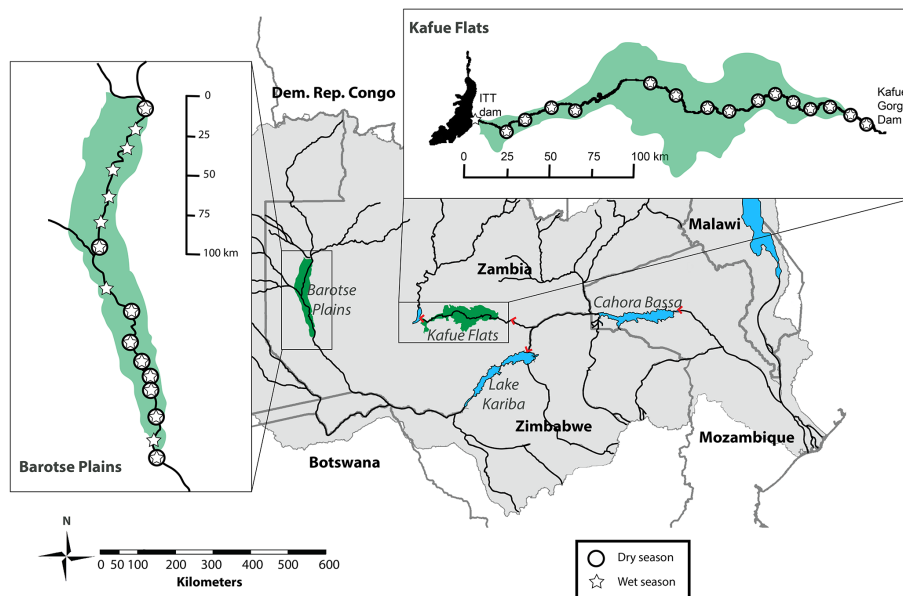 Kafue Flats
ITT
dam
Kafue
Gorge
Dam
0 25 50 75 100 km
Dem. Rep. Congo
0
25
50
75
100 km
Barotse Plains
Malawi
Zambia
Barotse
Plains
Cahora Bassa
Kafue Flats
Lake
Kariba
Zimbabwe
Mozambique
Botswana
N
0 50 100 200 300 400 500 600
Kilometers
Dry season
Wet season